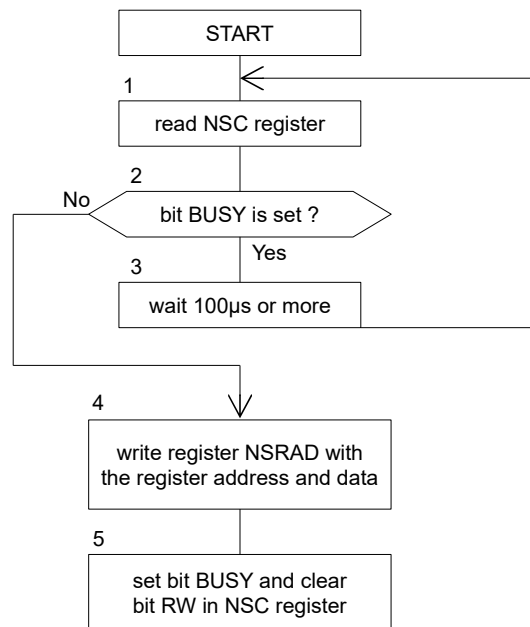 START
1
read NSC register
2
No
bit BUSY is set ?
Yes
3
wait 100µs or more
4
write register NSRAD with
the register address and data
5
set bit BUSY and clear
bit RW in NSC register